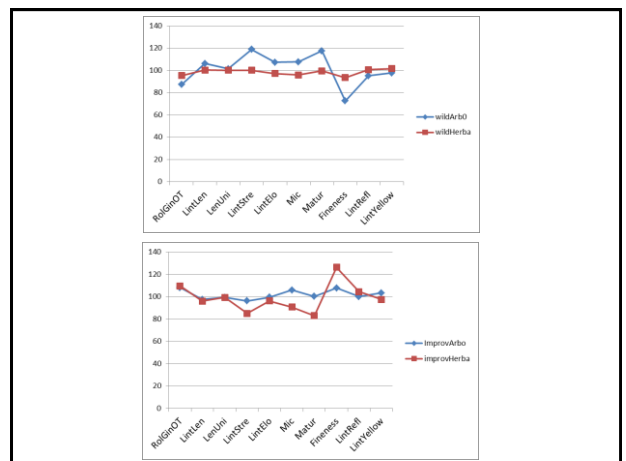 140
120
100
80
60
40
20
0
RolGinOT
LintLen
LenUni
LintStre
LintElo
Mic
Matur
Fineness
LintRefl
LintYellow
wildArb0
wildHerba
140
120
100
80
60
40
20
0
RolGinOT
LintLen
LenUni
LintStre
LintElo
Mic
Matur
Fineness
LintRefl
LintYellow
ImprovArbo
improvHerba